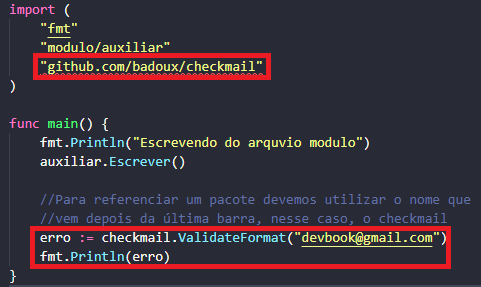 import (
"fmt"
"modulo/auxiliar"
"github.com/badoux/checkmail"
)
func main() {
fmt.Println("Escrevendo do arquvio modulo")
auxiliar.Escrever()
//Para referenciar um pacote devemos utilizar o nome que
//vem depois da última barra, nesse caso, o checkmail
erro := checkmail.ValidateFormat("devbook@gmail.com")
fmt.Println(erro)
}